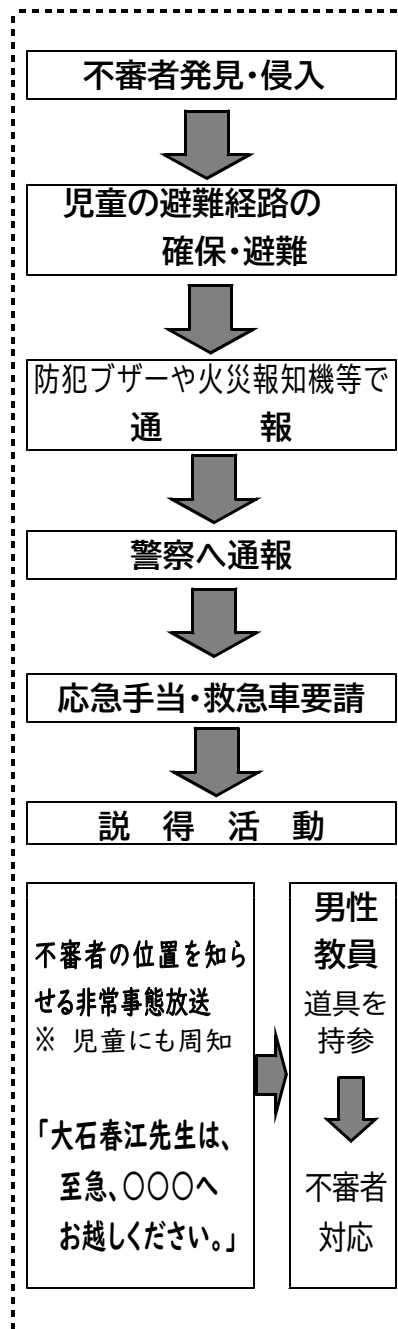 不審者発見・侵入
児童の避難経路の
確保・避難
防犯ブザーや火災報知機等で
通　　報
警察へ通報
応急手当・救急車要請
説　得　活　動
不審者の位置を知ら
せる非常事態放送
※ 児童にも周知
「大石春江先生は、
至急、○○○へ
お越しください。」
男性
教員
道具を
持参
不審者
対応